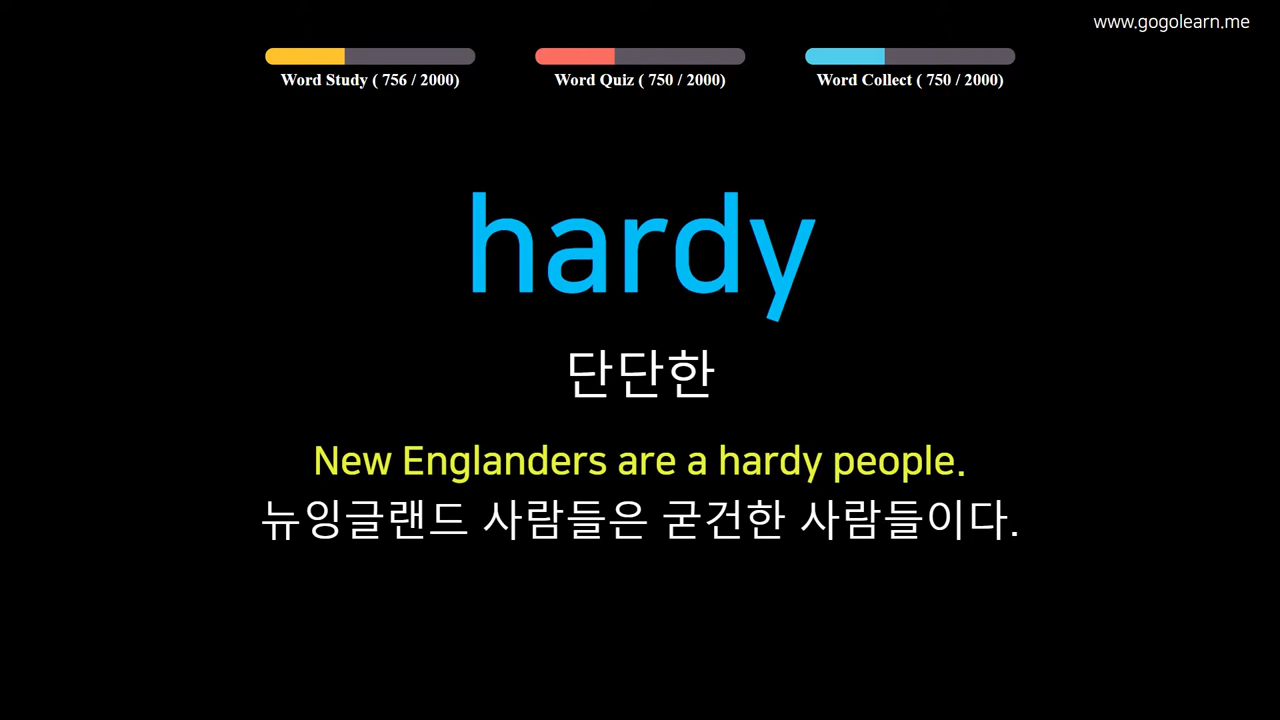 www.gogolearn.me
Word Study ( 756 / 2000)
Word Quiz ( 750 / 2000)
Word Collect ( 750 / 2000)
hardy
단단한
New Englanders are a hardy people.
뉴잉글랜드 사람들은 굳건한 사람들이다.